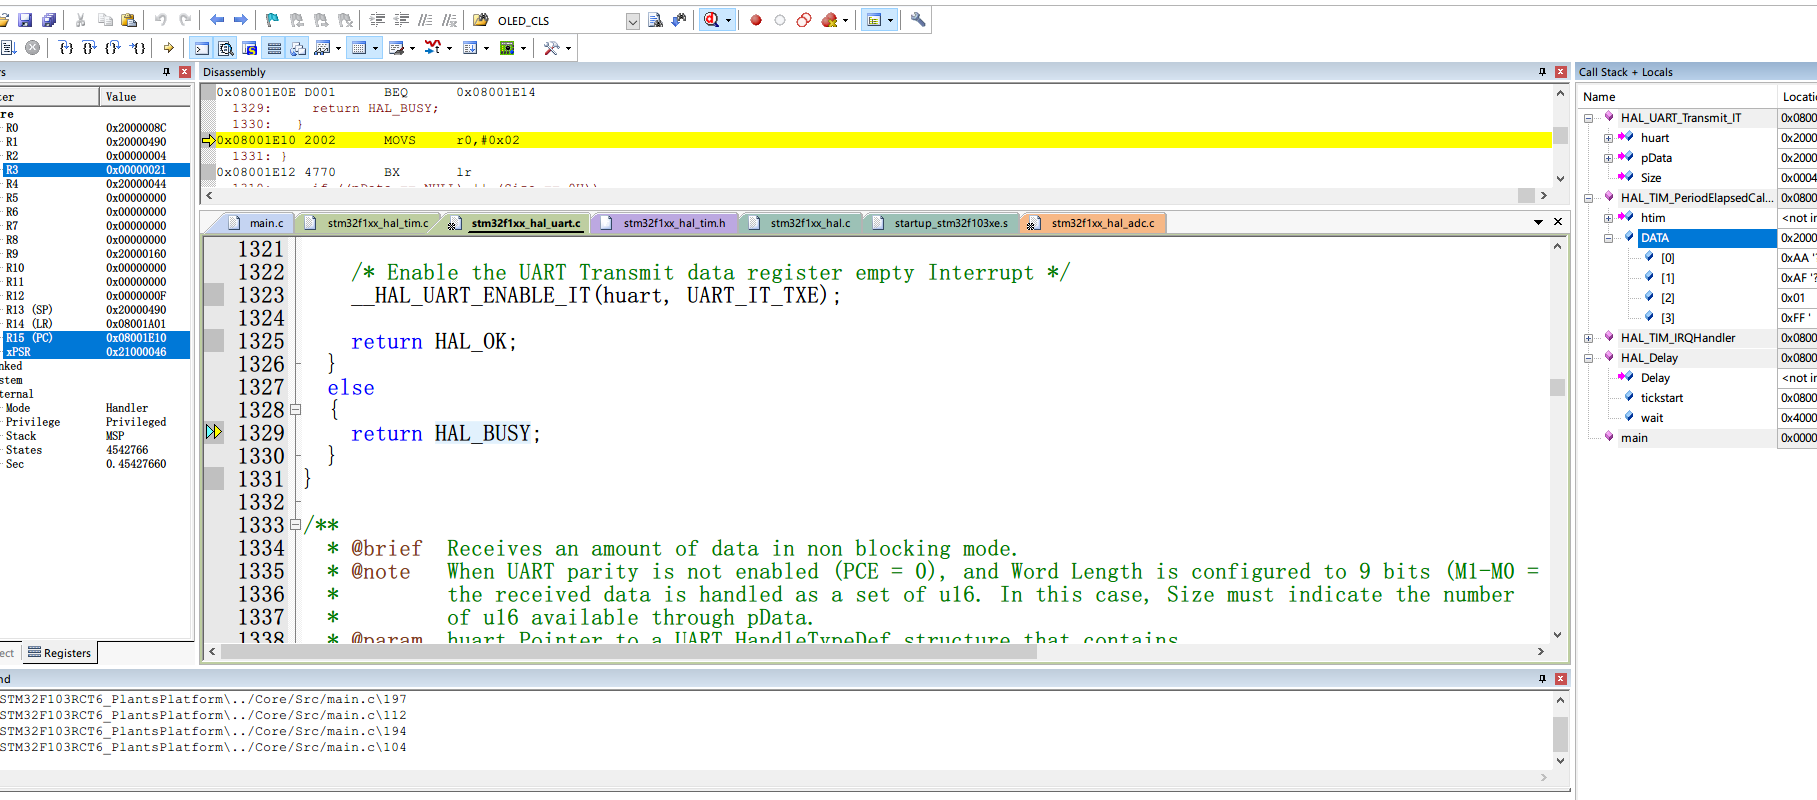 OLED_CLS
rs
Disassembly
Call Stack + Locals
ter Value
re
R0 0x2000008C
R1 0x20000490
R2 0x00000004
R3 0x00000021
R4 0x20000044
R5 0x00000000
R6 0x00000000
R7 0x00000000
R8 0x00000000
R9 0x20000160
R10 0x00000000
R11 0x00000000
R12 0x0000000F
R13 (SP) 0x20000490
R14 (LR) 0x08001A01
R15 (PC) 0x08001E10
xPSR 0x21000046
nked
stem
ternal
Mode Handler
Privilege Privileged
Stack MSP
States 4542766
Sec 0.45427660
ect Registers
0x08001E0E D001 BEQ 0x08001E14
1329: return HAL_BUSY;
1330: }
0x08001E10 2002 MOVS r0,#0x02
1331: }
0x08001E12 4770 BX lr
1310: if ((pData == NULL) || (Size == 0U))
main.c stm32f1xx_hal_tim.c stm32f1xx_hal_uart.c stm32f1xx_hal_tim.h stm32f1xx_hal.c startup_stm32f103xe.s stm32f1xx_hal_adc.c
1321
1322 /* Enable the UART Transmit data register empty Interrupt */
1323 __HAL_UART_ENABLE_IT(huart, UART_IT_TXE);
1324
1325 return HAL_OK;
1326 }
1327 else
1328 {
1329 return HAL_BUSY;
1330 }
1331 }
1332
1333 /**
1334 * @brief Receives an amount of data in non blocking mode.
1335 * @note When UART parity is not enabled (PCE = 0), and Word Length is configured to 9 bits (M1-M0 =
1336 * the received data is handled as a set of u16. In this case, Size must indicate the number
1337 * of u16 available through pData.
1338 * @param huart Pointer to a UART_HandleTypeDef structure that contains
Name Locatio
HAL_UART_Transmit_IT 0x0800
huart 0x2000
pData 0x2000
Size 0x0004
HAL_TIM_PeriodElapsedCal... 0x0800
htim <not in
DATA 0x2000
[0] 0xAA '?
[1] 0xAF '?
[2] 0x01
[3] 0xFF '
HAL_TIM_IRQHandler 0x0800
HAL_Delay 0x0800
Delay <not in
tickstart 0x0800
wait 0x4000
main 0x0000
nd
STM32F103RCT6_PlantsPlatform\../Core/Src/main.c\197
STM32F103RCT6_PlantsPlatform\../Core/Src/main.c\112
STM32F103RCT6_PlantsPlatform\../Core/Src/main.c\194
STM32F103RCT6_PlantsPlatform\../Core/Src/main.c\104